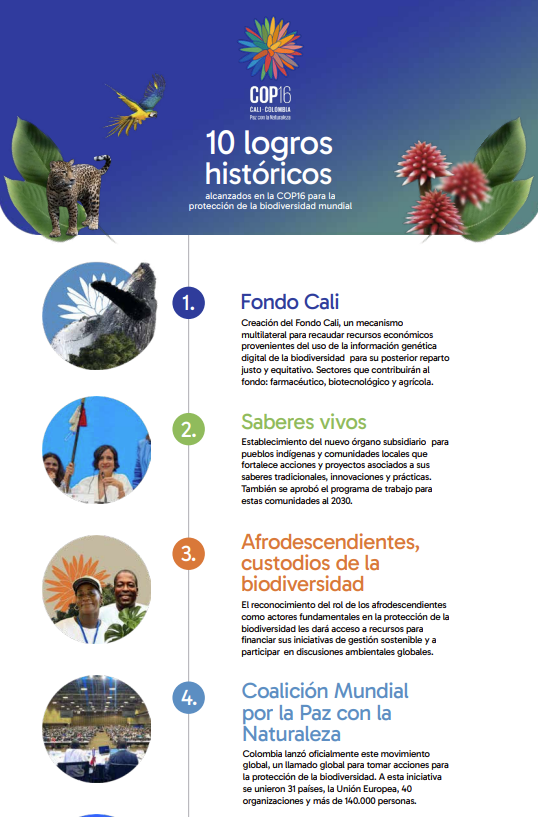 COP16
CALI - COLOMBIA
Paz con la Naturaleza
10 logros
históricos
alcanzados en la COP16 para la
protección de la biodiversidad mundial
1.
Fondo Cali
Creación del Fondo Cali, un mecanismo
multilateral para recaudar recursos económicos
provenientes del uso de la información genética
digital de la biodiversidad para su posterior reparto
justo y equitativo. Sectores que contribuirán al
fondo: farmacéutico, biotecnológico y agrícola.
2.
Saberes vivos
Establecimiento del nuevo órgano subsidiario para
pueblos indígenas y comunidades locales que
fortalece acciones y proyectos asociados a sus
saberes tradicionales, innovaciones y prácticas.
También se aprobó el programa de trabajo para
estas comunidades al 2030.
3.
Afrodescendientes,
custodios de la
biodiversidad
El reconocimiento del rol de los afrodescendientes
como actores fundamentales en la protección de la
biodiversidad les dará acceso a recursos para
financiar sus iniciativas de gestión sostenible y a
participar en discusiones ambientales globales.
4.
Coalición Mundial
por la Paz con la
Naturaleza
Colombia lanzó oficialmente este movimiento
global, un llamado global para tomar acciones para
la protección de la biodiversidad. A esta iniciativa
se unieron 31 países, la Unión Europea, 40
organizaciones y más de 140.000 personas.